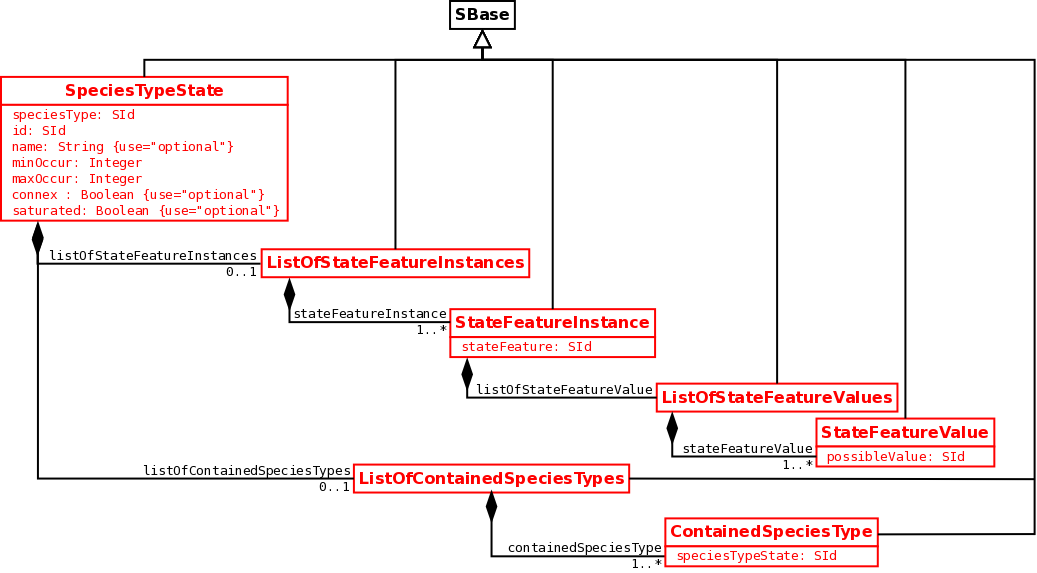 SBase
SpeciesTypeState
speciesType: SId
id: SId
name: String {use="optional"}
minOccur: Integer
maxOccur: Integer
connex : Boolean {use="optional"}
saturated: Boolean {use="optional"}
listOfStateFeatureInstances
0..1
ListOfStateFeatureInstances
stateFeatureInstance
1..*
StateFeatureInstance
stateFeature: SId
listOfStateFeatureValue
ListOfStateFeatureValues
stateFeatureValue
1..*
StateFeatureValue
possibleValue: SId
listOfContainedSpeciesTypes
0..1
ListOfContainedSpeciesTypes
containedSpeciesType
1..*
ContainedSpeciesType
speciesTypeState: SId